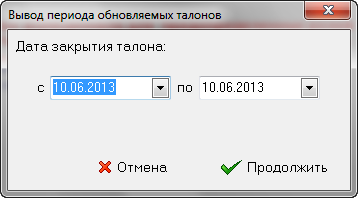 Вывод периода обновляемых талонов
Дата закрытия талона:
с 10.06.2013 по 10.06.2013
Отмена Продолжить